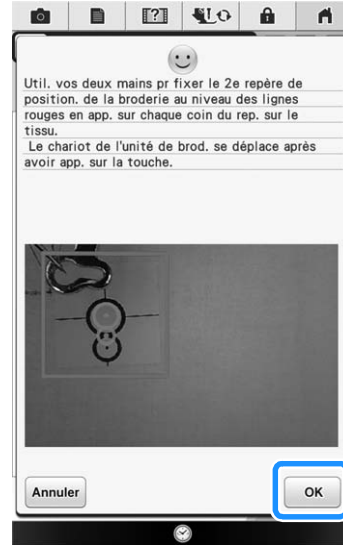 [?]
Util. vos deux mains pr fixer le 2e repère de
position. de la broderie au niveau des lignes
rouges en app. sur chaque coin du rep. sur le
tissu.
Le chariot de l'unité de brod. se déplace après
avoir app. sur la touche.
Annuler
OK